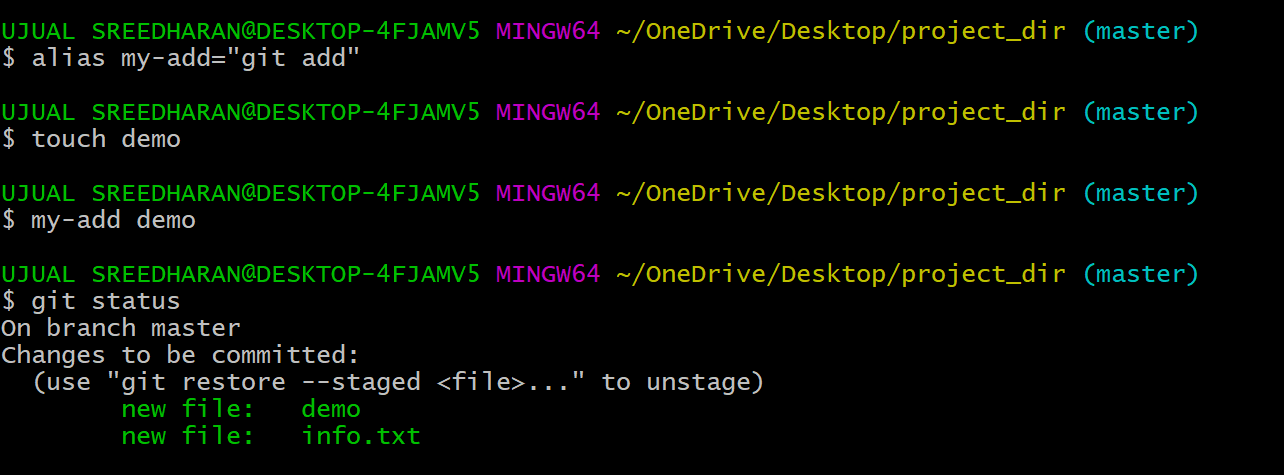 UJUAL SREEDHARAN@DESKTOP-4FJAMV5 MINGW64 ~/OneDrive/Desktop/project_dir (master)
$ alias my-add="git add"
UJUAL SREEDHARAN@DESKTOP-4FJAMV5 MINGW64 ~/OneDrive/Desktop/project_dir (master)
$ touch demo
UJUAL SREEDHARAN@DESKTOP-4FJAMV5 MINGW64 ~/OneDrive/Desktop/project_dir (master)
$ my-add demo
UJUAL SREEDHARAN@DESKTOP-4FJAMV5 MINGW64 ~/OneDrive/Desktop/project_dir (master)
$ git status
On branch master
Changes to be committed:
  (use "git restore --staged <file>..." to unstage)
        new file:   demo
        new file:   info.txt